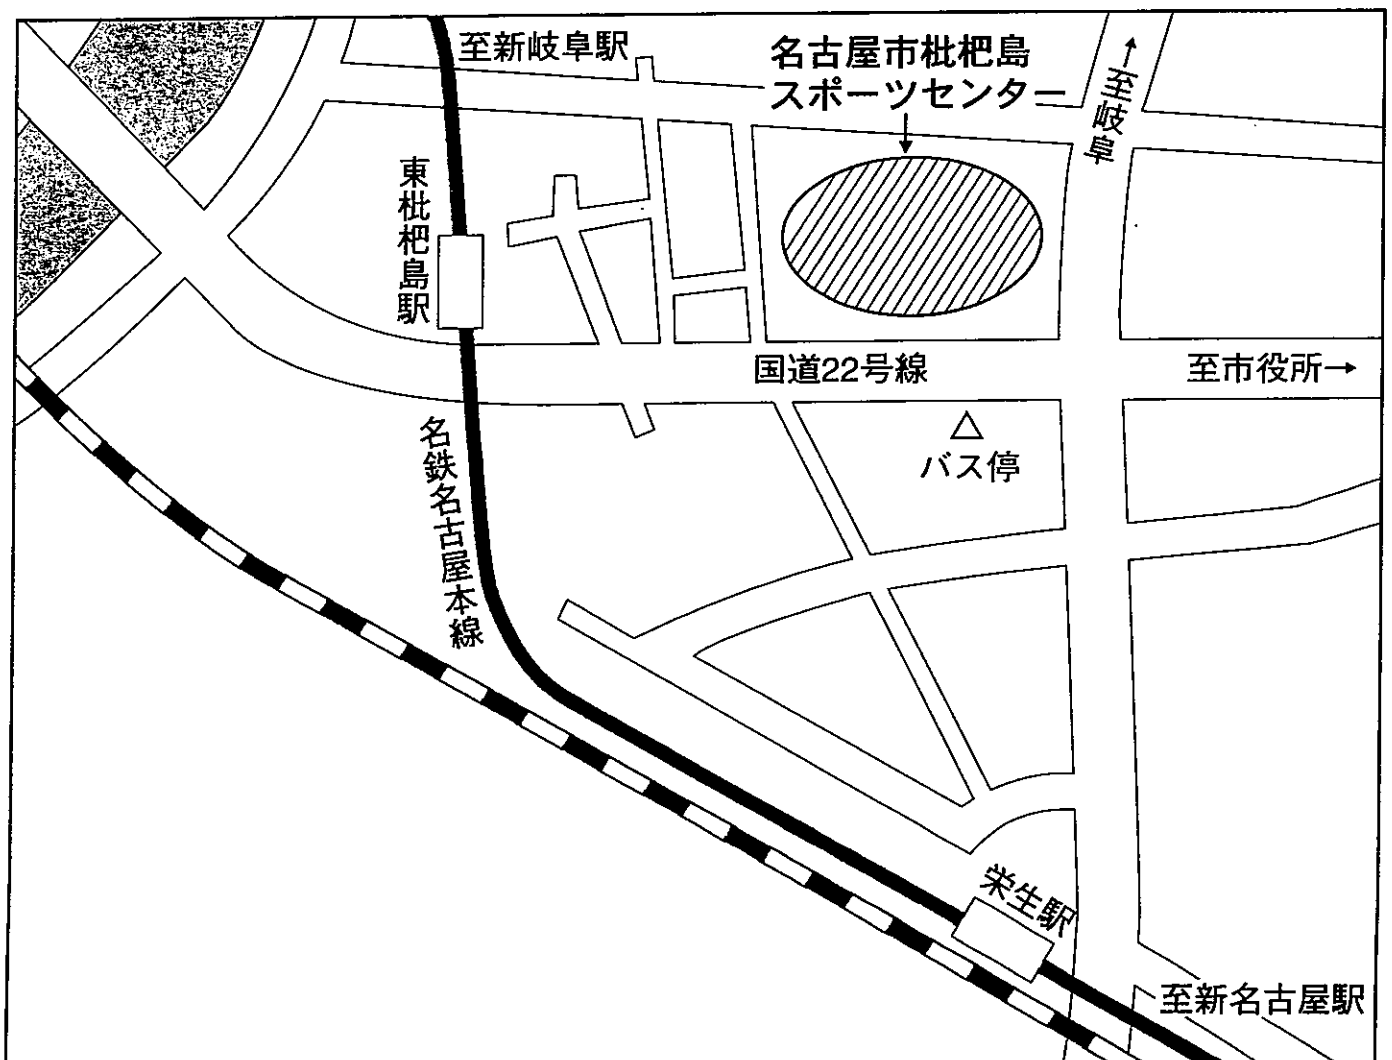 至新岐阜駅
名古屋市枇杷島
スポーツセンター
↑至岐阜
東枇杷島駅
国道22号線
至市役所→
バス停
名鉄名古屋本線
栄生駅
至新名古屋駅